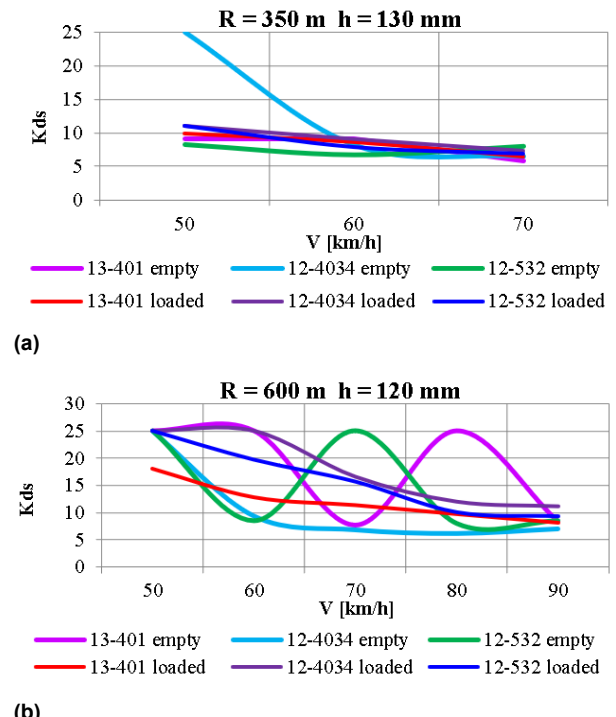 R = 350 m h = 130 mm
25
20
15
10
5
0
Kds
50 60 70
V [km/h]
13-401 empty 12-4034 empty 12-532 empty
13-401 loaded 12-4034 loaded 12-532 loaded
(a)
R = 600 m h = 120 mm
30
25
20
15
10
5
0
Kds
50 60 70 80 90
V [km/h]
13-401 empty 12-4034 empty 12-532 empty
13-401 loaded 12-4034 loaded 12-532 loaded
(b)